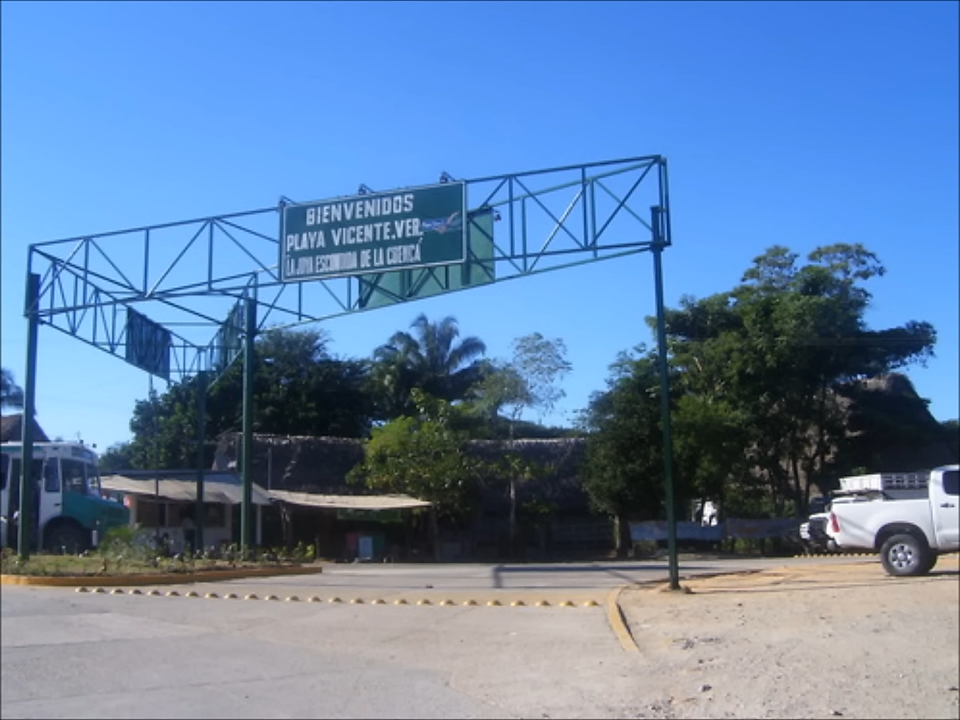 BIENVENIDOS
PLAYA VICENTE.VER.
LA JOYA ESCONDIDA DE LA CUENCA